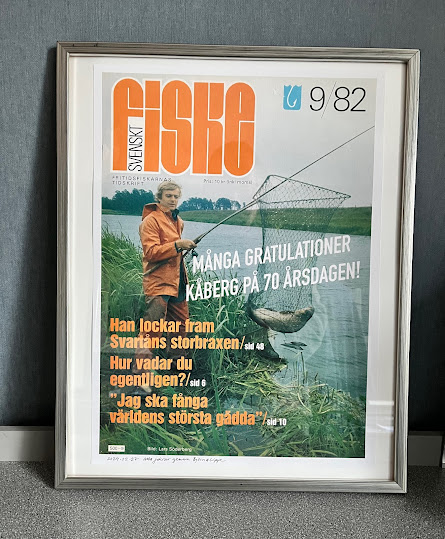 fiske
SVENSKT
9/82
FRITIDSFISKARNAS
TIDSKRIFT
MÅNGA GRATULATIONER
KÅBERG PÅ 70 ÅRSDAGEN!
Han lockar fram
Svartåns storbraxen/sid 48
Hur vadar du
egentligen?/sid 6
"Jag ska fånga
världens största gädda"/sid 10
Bild: Lars Söderberg